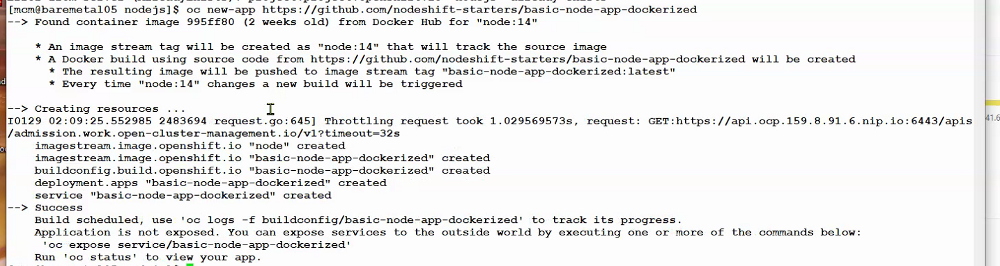 [mcm@baremetal05 nodejs]$ oc new-app https://github.com/nodeshift-starters/basic-node-app-dockerized
--> Found container image 995ff80 (2 weeks old) from Docker Hub for "node:14"
* An image stream tag will be created as "node:14" that will track the source image
* A Docker build using source code from https://github.com/nodeshift-starters/basic-node-app-dockerized will be created
* The resulting image will be pushed to image stream tag "basic-node-app-dockerized:latest"
* Every time "node:14" changes a new build will be triggered
--> Creating resources ...
I0129 02:09:25.552985 2483694 request.go:645] Throttling request took 1.029569573s, request: GET:https://api.ocp.159.8.91.6.nip.io:6443/apis
/admission.work.open-cluster-management.io/v1?timeout=32s
imagestream.image.openshift.io "node" created
imagestream.image.openshift.io "basic-node-app-dockerized" created
buildconfig.build.openshift.io "basic-node-app-dockerized" created
deployment.apps "basic-node-app-dockerized" created
service "basic-node-app-dockerized" created
--> Success
Build scheduled, use 'oc logs -f buildconfig/basic-node-app-dockerized' to track its progress.
Application is not exposed. You can expose services to the outside world by executing one or more of the commands below:
'oc expose service/basic-node-app-dockerized'
Run 'oc status' to view your app.
41.6